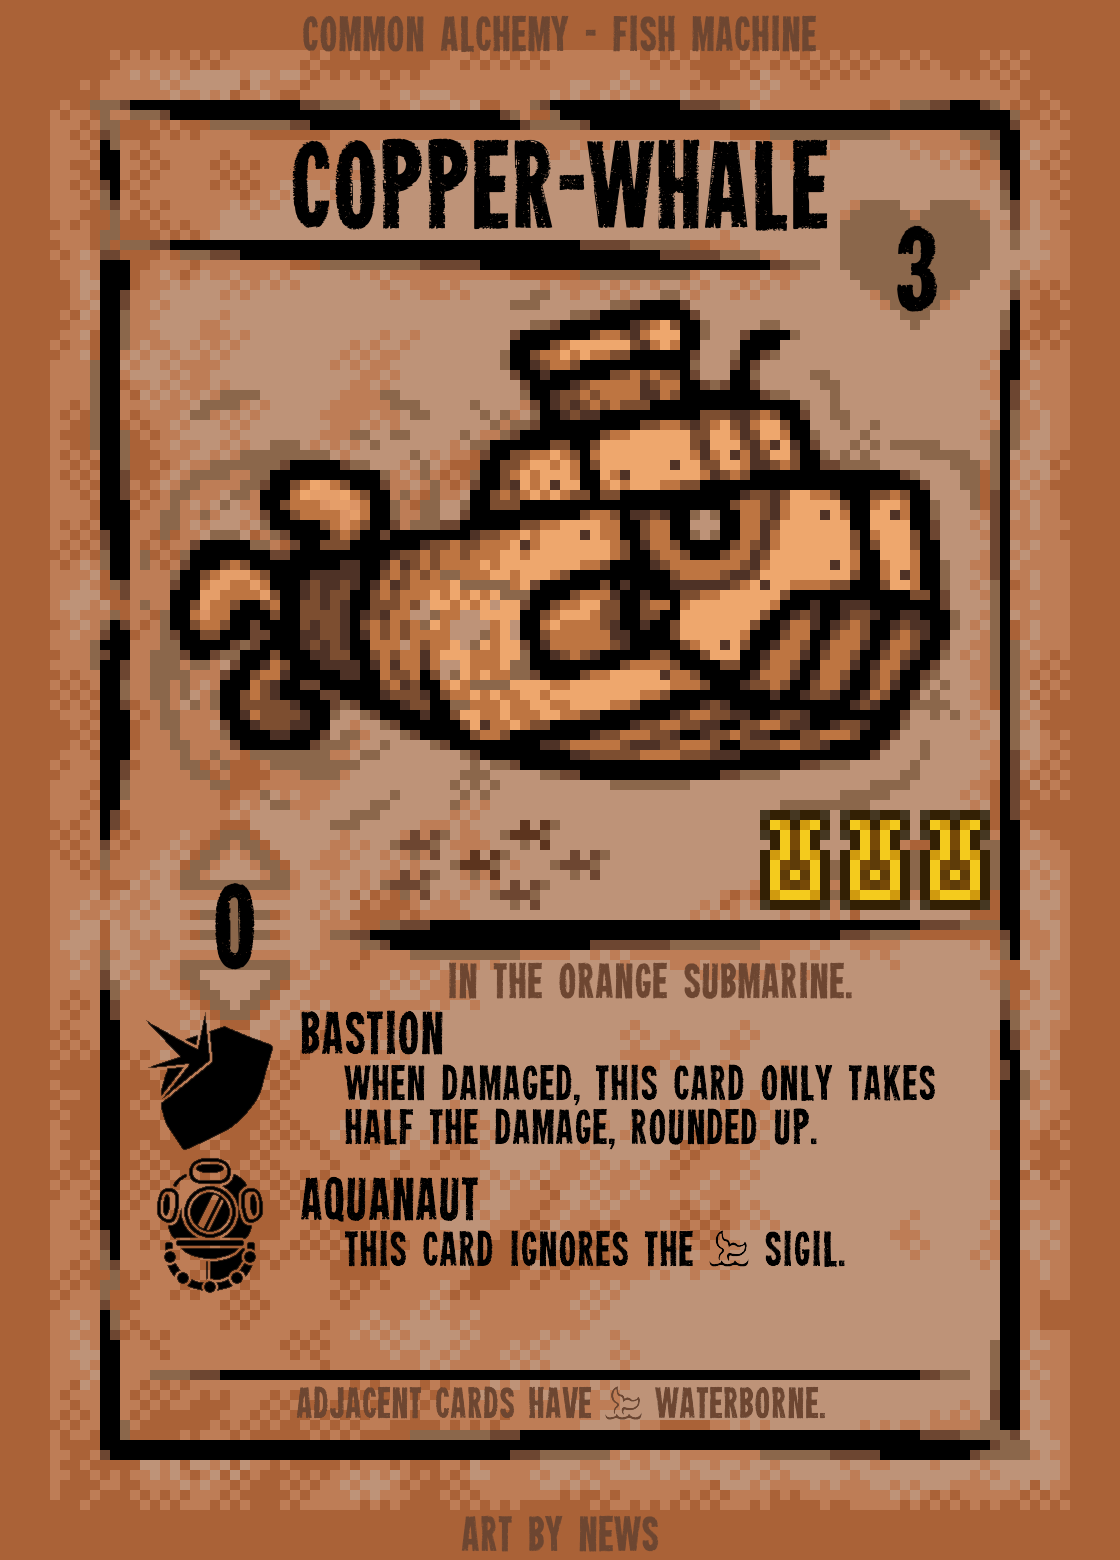 COMMON ALCHEMY - FISH MACHINE
COPPER-WHALE
3
0
IN THE ORANGE SUBMARINE.
BASTION
WHEN DAMAGED, THIS CARD ONLY TAKES
HALF THE DAMAGE, ROUNDED UP.
AQUANAUT
THIS CARD IGNORES THE SIGIL.
ADJACENT CARDS HAVE WATERBORNE.
ART BY NEWS